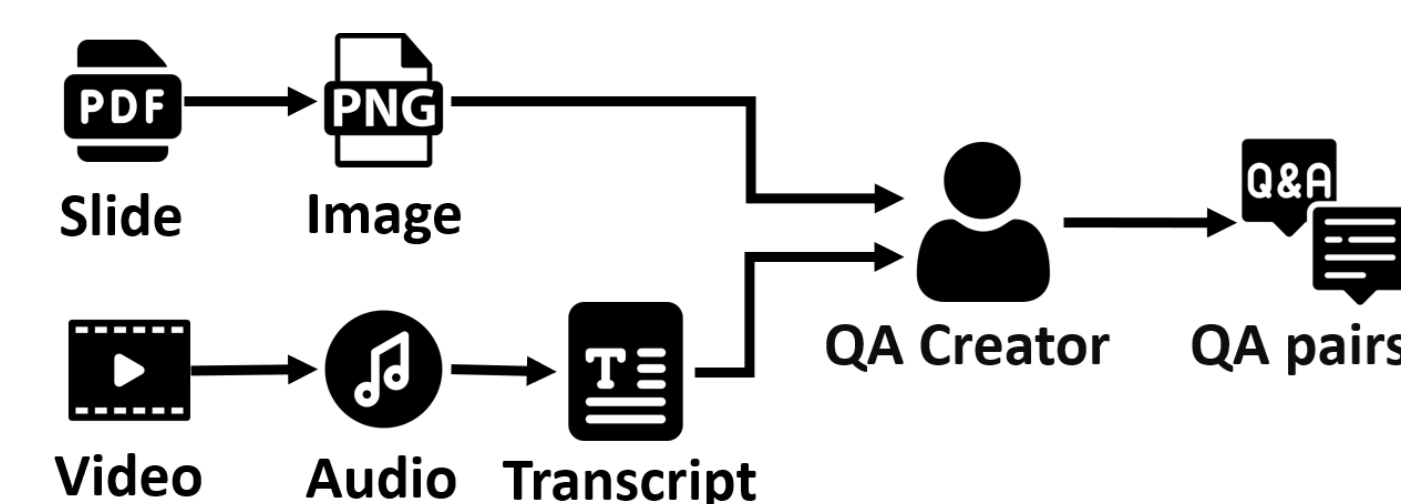 PDF
PNG
Slide
Image
Q&A
QA Creator
QA pairs
T
Video
Audio
Transcript